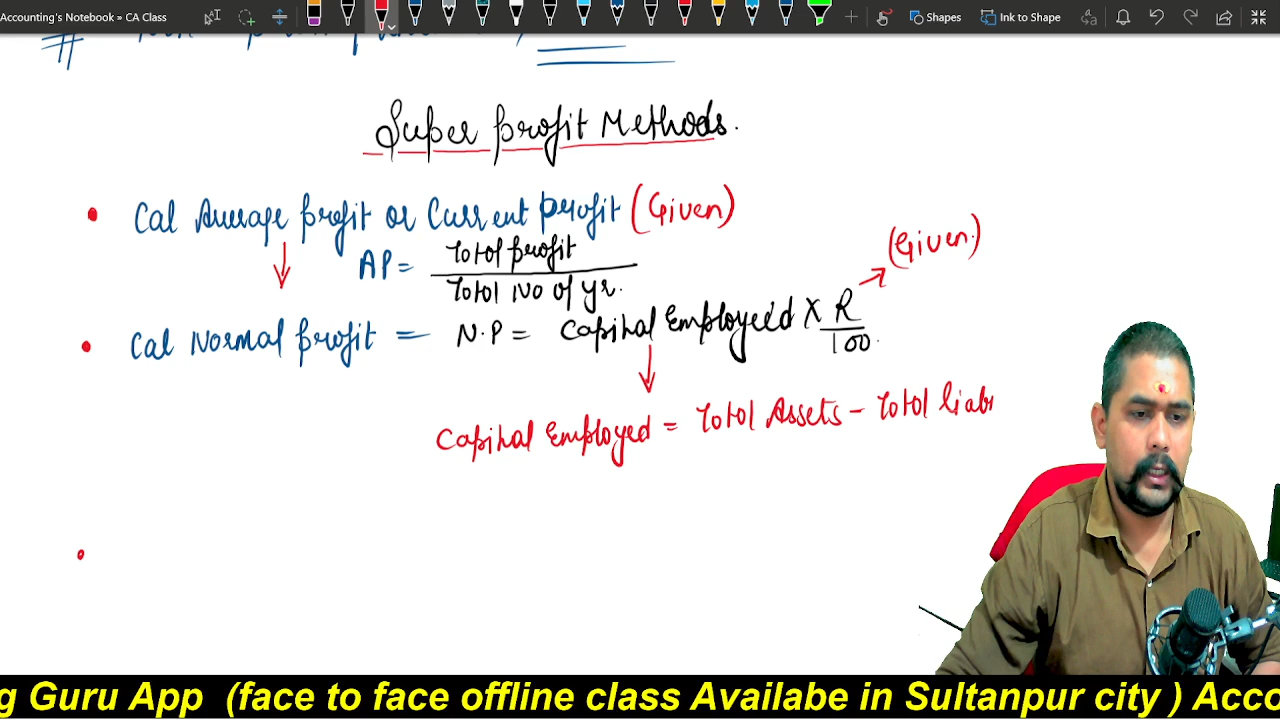 Accounting's Notebook » CA Class
Shapes
Ink to Shape
#
Super profit Methods.
• Cal Average profit or Current profit (Given)
AP = Total profit
Total No of yr.
(Given)
• Cal Normal profit = N.P = Capital Employeed X R
100
Capital Employed = Total Assets - Total liabi
g Guru App (face to face offline class Availabe in Sultanpur city ) Acco